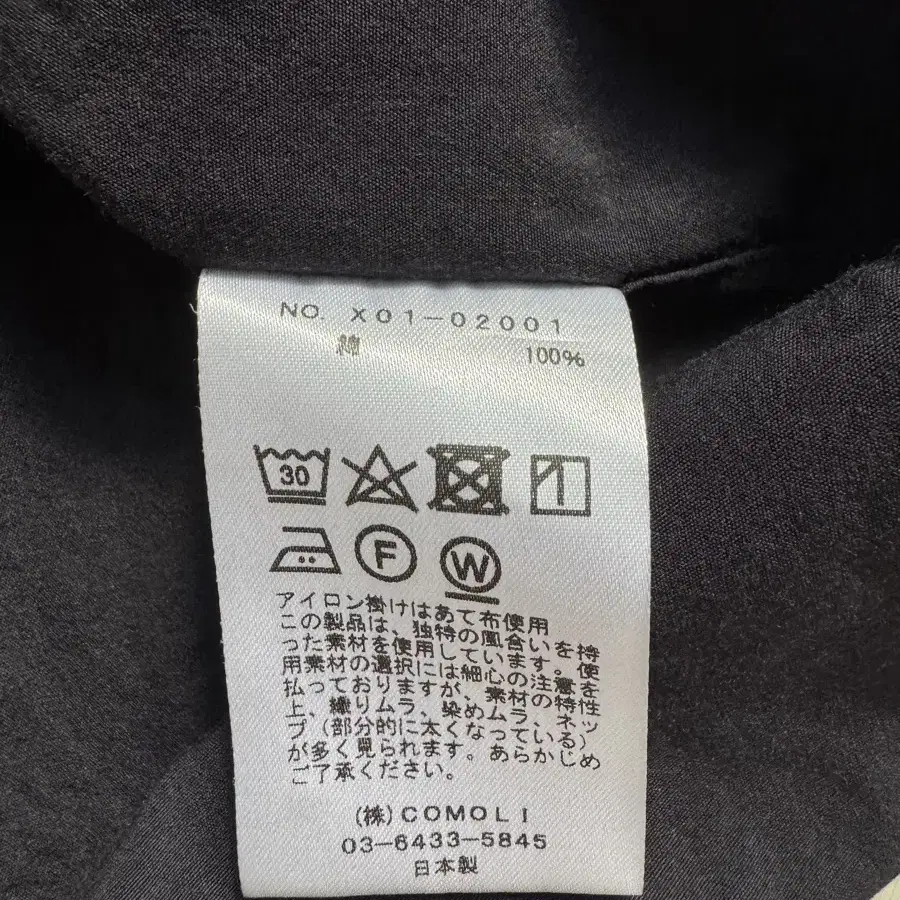 NO. X01-02001
綿 100%
30
F W
アイロン掛けはあて布使用
この製品は、独特の風合いを持
った素材を使用しています。使
用素材の選択には細心の注意を
払っておりますが、素材の特性
上、織りムラ、染めムラ、ネッ
プ（部分的に太くなっている）
が多く見られます。あらかじめ
ご了承ください。
(株)COMOLI
03-6433-5845
日本製